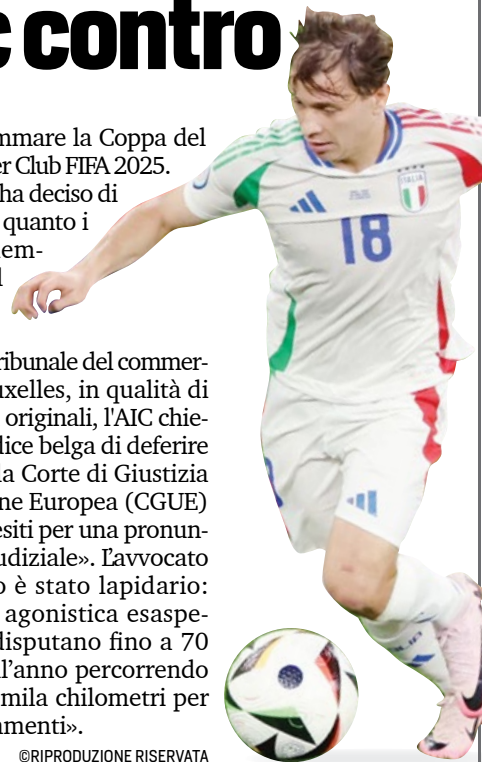 c contro
mmare la Coppa del
er Club FIFA 2025.
ha deciso di
quanto i
em-
ribunale del commer-
uxelles, in qualità di
originali, l'AIC chie-
dice belga di deferire
la Corte di Giustizia
ne Europea (CGUE)
esiti per una pronun-
udiziale». L'avvocato
o è stato lapidario:
agonistica esaspe-
disputano fino a 70
l'anno percorrendo
mila chilometri per
amenti».
©RIPRODUZIONE RISERVATA
ITALIA
18